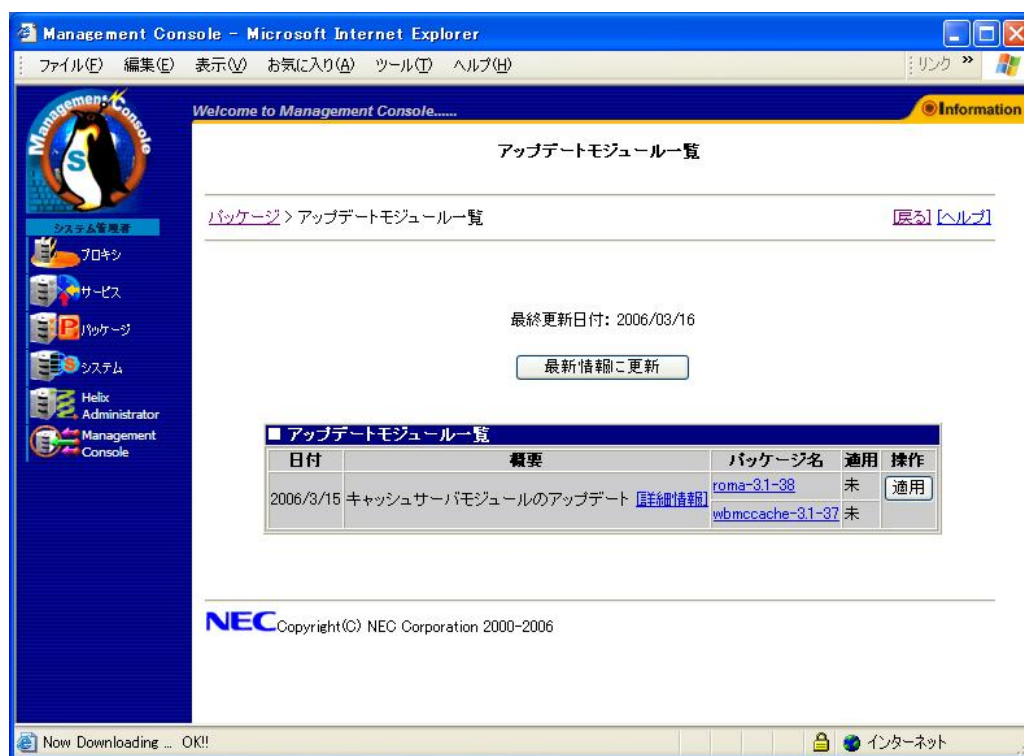 Management Console - Microsoft Internet Explorer
ファイル(F) 編集(E) 表示(V) お気に入り(A) ツール(T) ヘルプ(H) リンク »
Management Console
S
Welcome to Management Console......
Information
アップデートモジュール一覧
パッケージ > アップデートモジュール一覧 [戻る] [ヘルプ]
システム管理者
プロキシ
サービス
P パッケージ
S システム
Helix
Administrator
Management
Console
最終更新日付: 2006/03/16
最新情報に更新
■ アップデートモジュール一覧
日付 概要 パッケージ名 適用 操作
2006/3/15 キャッシュサーバモジュールのアップデート [詳細情報] roma-3.1-38 未 適用
wbmccache-3.1-37 未
NEC Copyright(C) NEC Corporation 2000-2006
Now Downloading ... OK!! インターネット